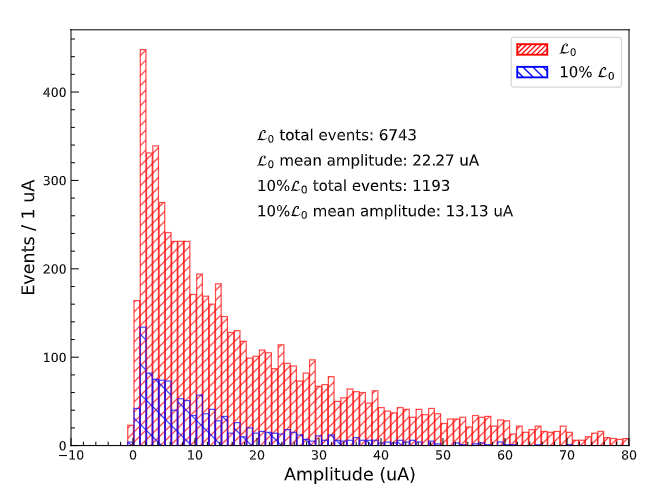 ℒ₀
10% ℒ₀
ℒ₀ total events: 6743
ℒ₀ mean amplitude: 22.27 uA
10%ℒ₀ total events: 1193
10%ℒ₀ mean amplitude: 13.13 uA
Events / 1 uA
400
300
200
100
0
−10 0 10 20 30 40 50 60 70 80
Amplitude (uA)